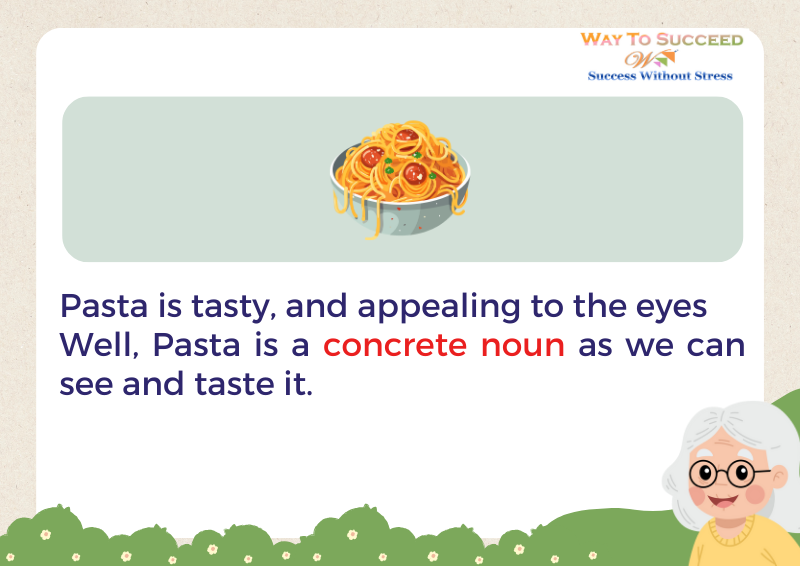 WAY TO SUCCEED
W
Success Without Stress
Pasta is tasty, and appealing to the eyes
Well, Pasta is a concrete noun as we can
see and taste it.